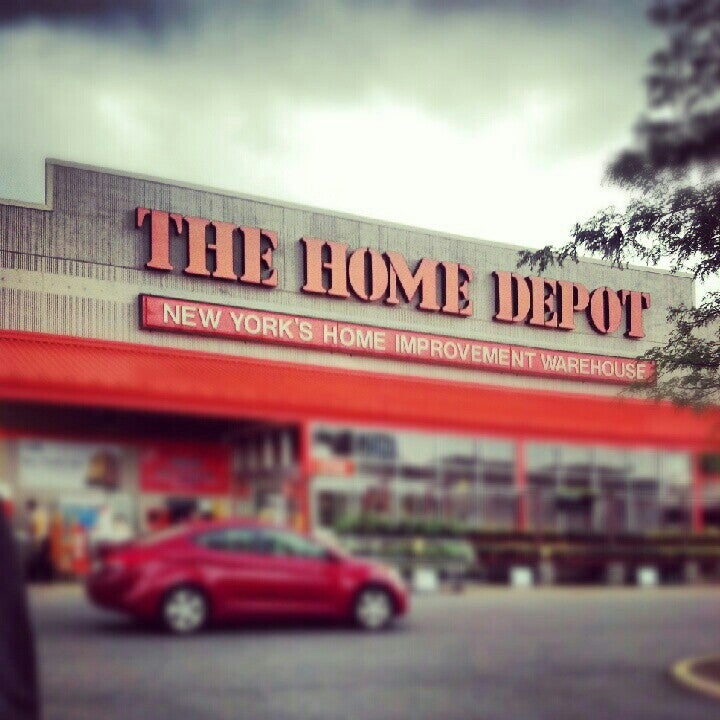 THE HOME DEPOT
NEW YORK'S HOME IMPROVEMENT WAREHOUSE